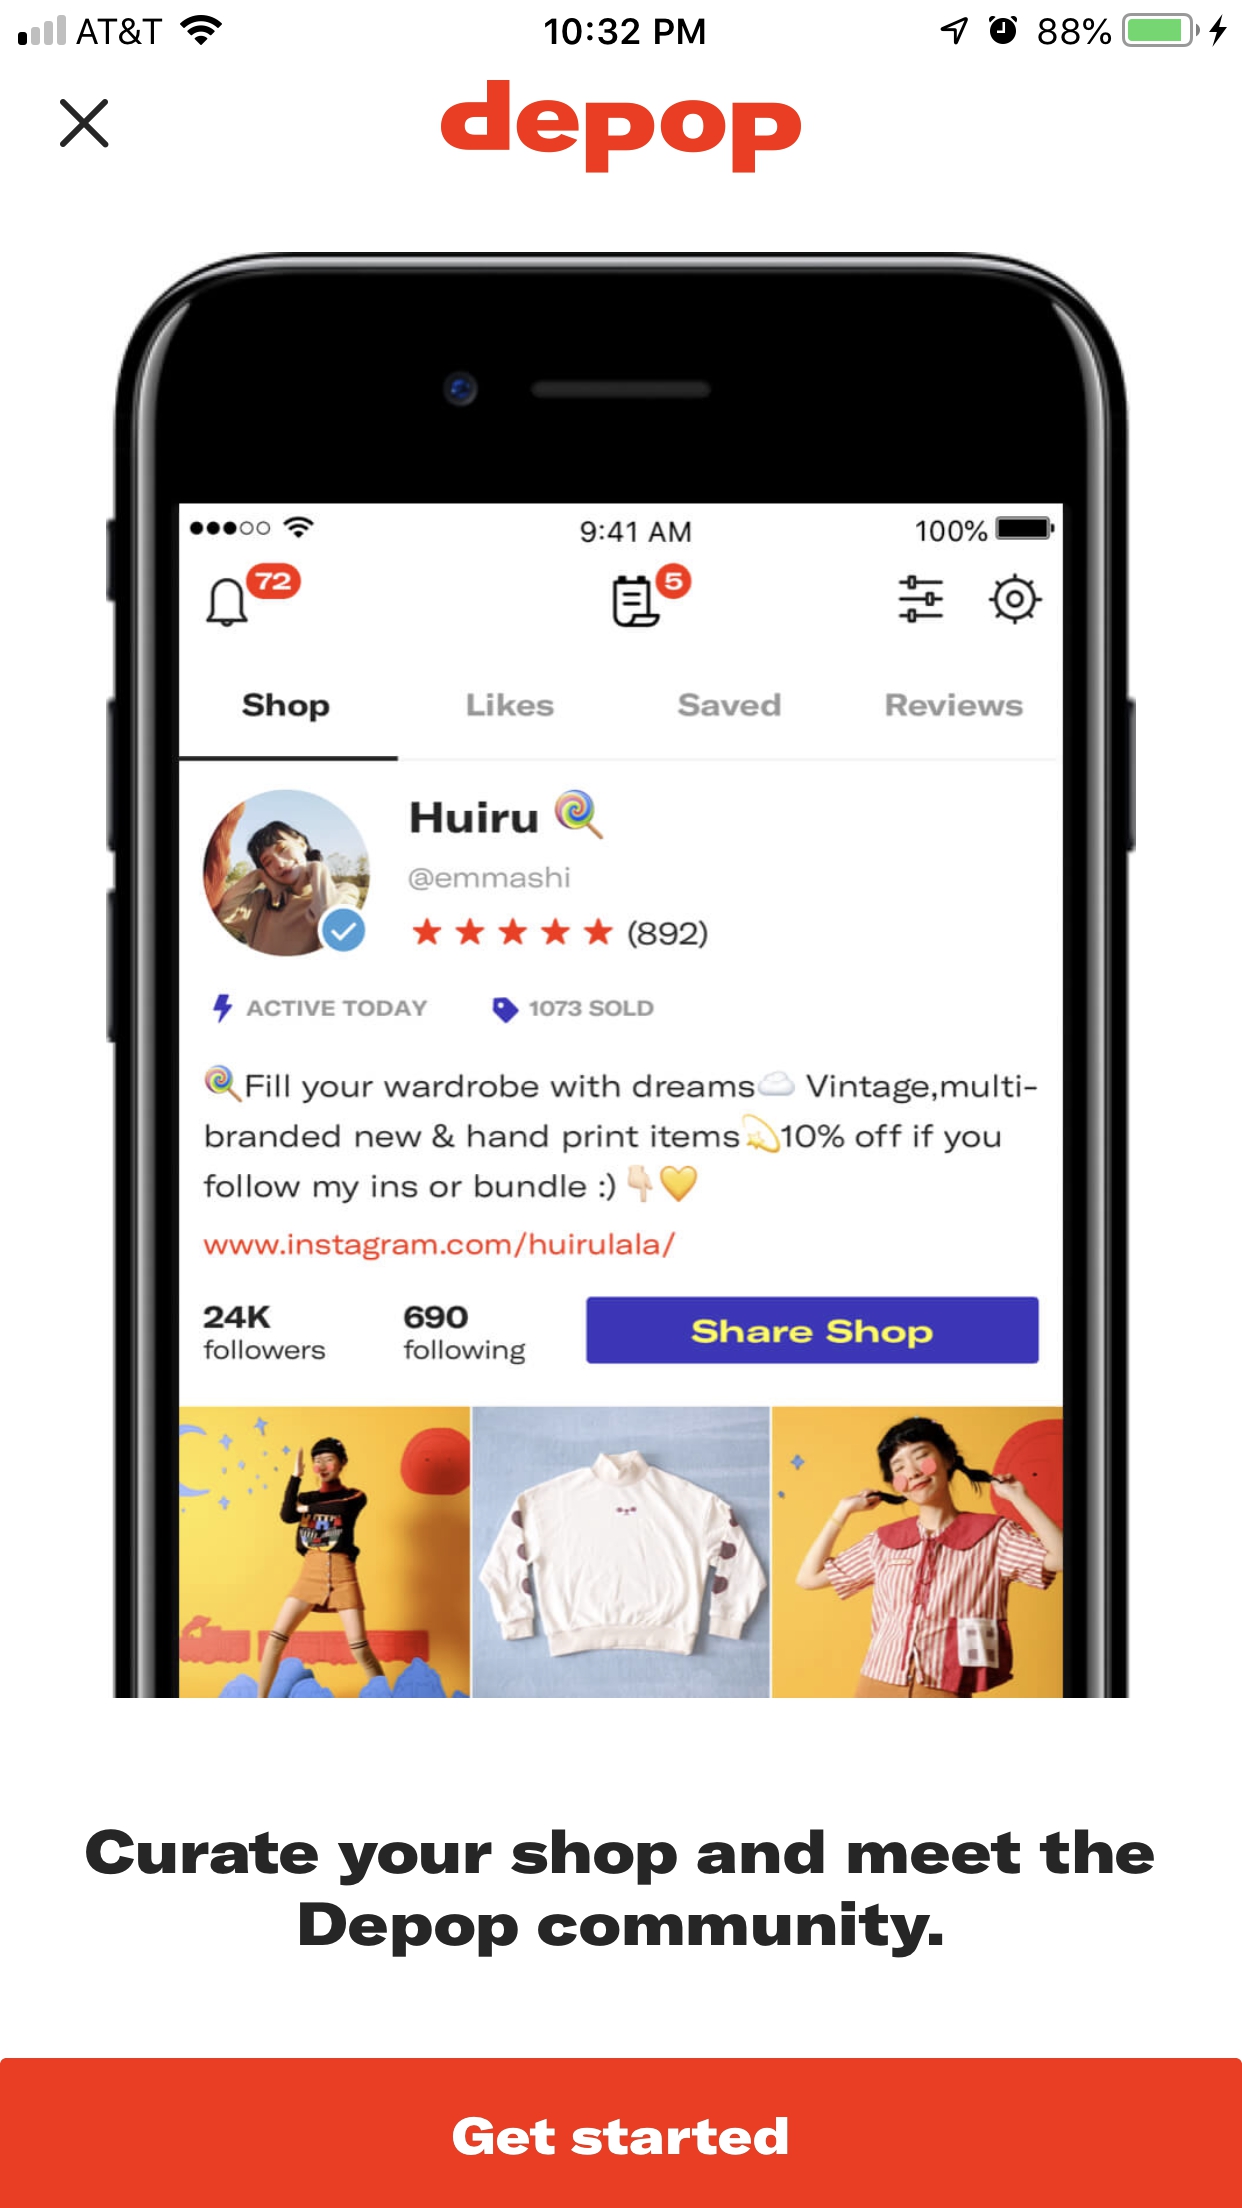 AT&T 10:32 PM 88%
depop
9:41 AM 100%
72 5
Shop Likes Saved Reviews
Huiru 🍭
@emmashi
★★★★★ (892)
ACTIVE TODAY 1073 SOLD
🍭Fill your wardrobe with dreams☁️ Vintage,multi-
branded new & hand print items💫10% off if you
follow my ins or bundle :) 👇🏻💛
www.instagram.com/huirulala/
24K 690 Share Shop
followers following
Curate your shop and meet the
Depop community.
Get started